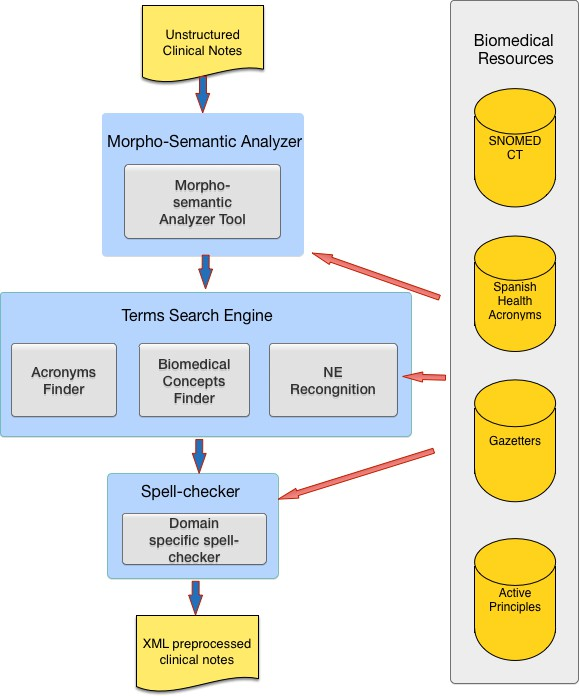 Unstructured
Clinical Notes
Morpho-Semantic Analyzer
Morpho-
semantic
Analyzer Tool
Terms Search Engine
Acronyms
Finder
Biomedical
Concepts
Finder
NE
Recongnition
Spell-checker
Domain
specific spell-
checker
XML preprocessed
clinical notes
Biomedical
Resources
SNOMED
CT
Spanish
Health
Acronyms
Gazetters
Active
Principles